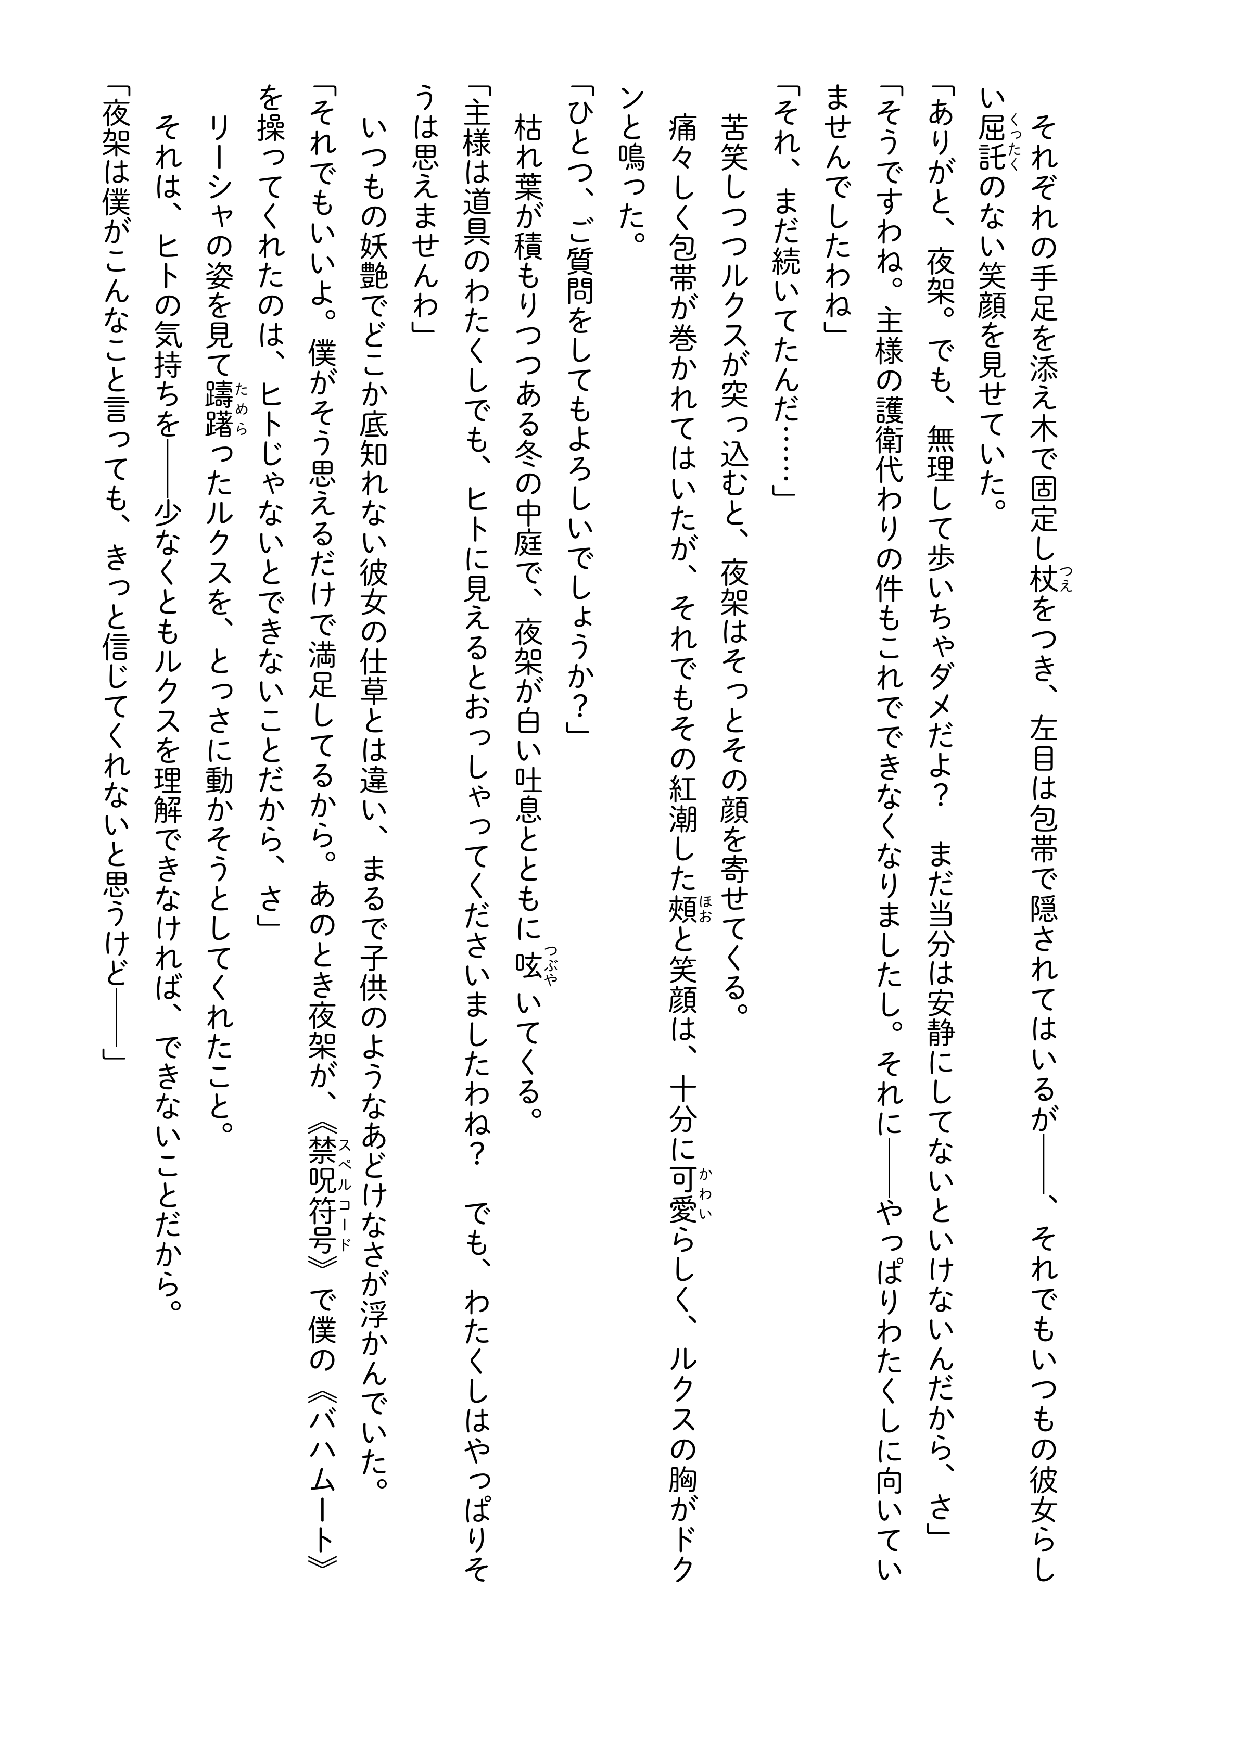 それぞれの手足を添え木で固定し杖をつき、左目は包帯で隠されてはいるが――、それでもいつもの彼女らし
い屈託のない笑顔を見せていた。
「ありがと、夜架。でも、無理して歩いちゃダメだよ？　まだ当分は安静にしてないといけないんだから、さ」
「そうですわね。主様の護衛代わりの件もこれでできなくなりましたし。それに――やっぱりわたくしに向いてい
ませんでしたわね」
「それ、まだ続いてたんだ……」
　苦笑しつつルクスが突っ込むと、夜架はそっとその顔を寄せてくる。
　痛々しく包帯が巻かれてはいたが、それでもその紅潮した頰と笑顔は、十分に可愛らしく、ルクスの胸がドク
ンと鳴った。
「ひとつ、ご質問をしてもよろしいでしょうか？」
　枯れ葉が積もりつつある冬の中庭で、夜架が白い吐息とともに呟いてくる。
「主様は道具のわたくしでも、ヒトに見えるとおっしゃってくださいましたわね？　でも、わたくしはやっぱりそ
うは思えませんわ」
　いつもの妖艶でどこか底知れない彼女の仕草とは違い、まるで子供のようなあどけなさが浮かんでいた。
「それでもいいよ。僕がそう思えるだけで満足してるから。あのとき夜架が、《禁呪符号》で僕の《バハムート》
を操ってくれたのは、ヒトじゃないとできないことだから、さ」
　リーシャの姿を見て躊躇ったルクスを、とっさに動かそうとしてくれたこと。
　それは、ヒトの気持ちを――少なくともルクスを理解できなければ、できないことだから。
「夜架は僕がこんなこと言っても、きっと信じてくれないと思うけど――」